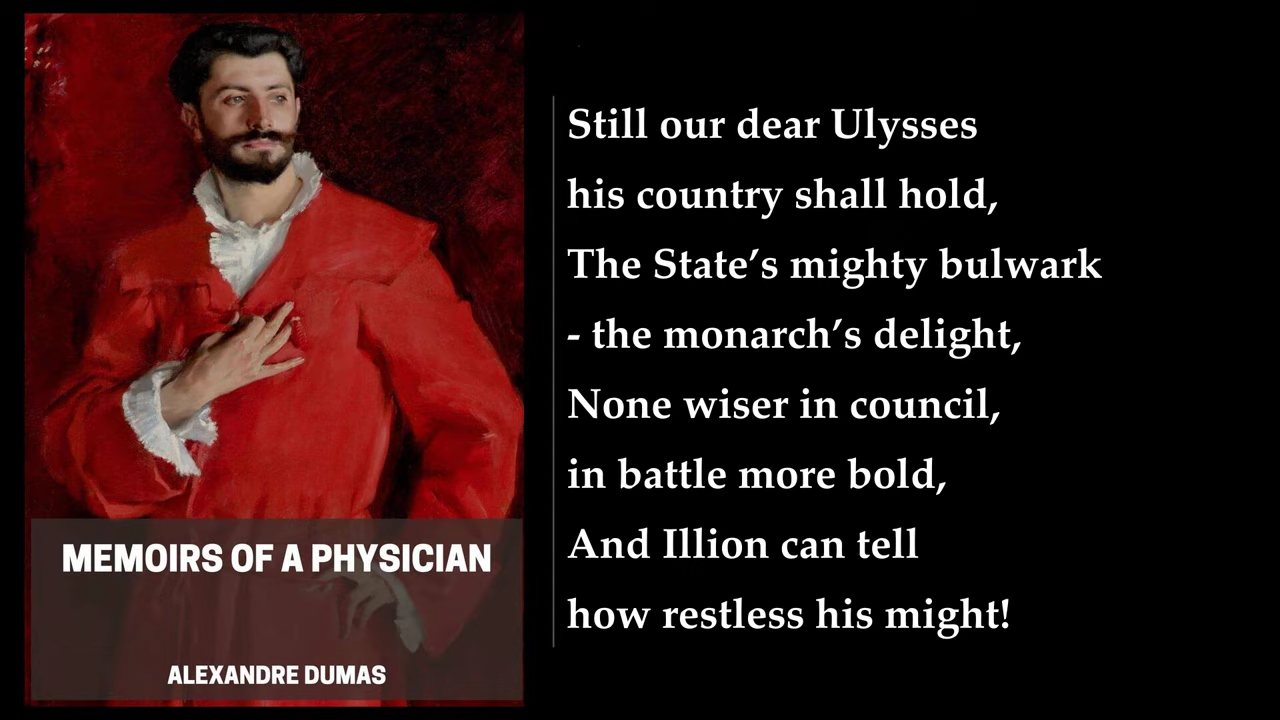 MEMOIRS OF A PHYSICIAN
ALEXANDRE DUMAS
Still our dear Ulysses
his country shall hold,
The State’s mighty bulwark
- the monarch’s delight,
None wiser in council,
in battle more bold,
And Illion can tell
how restless his might!